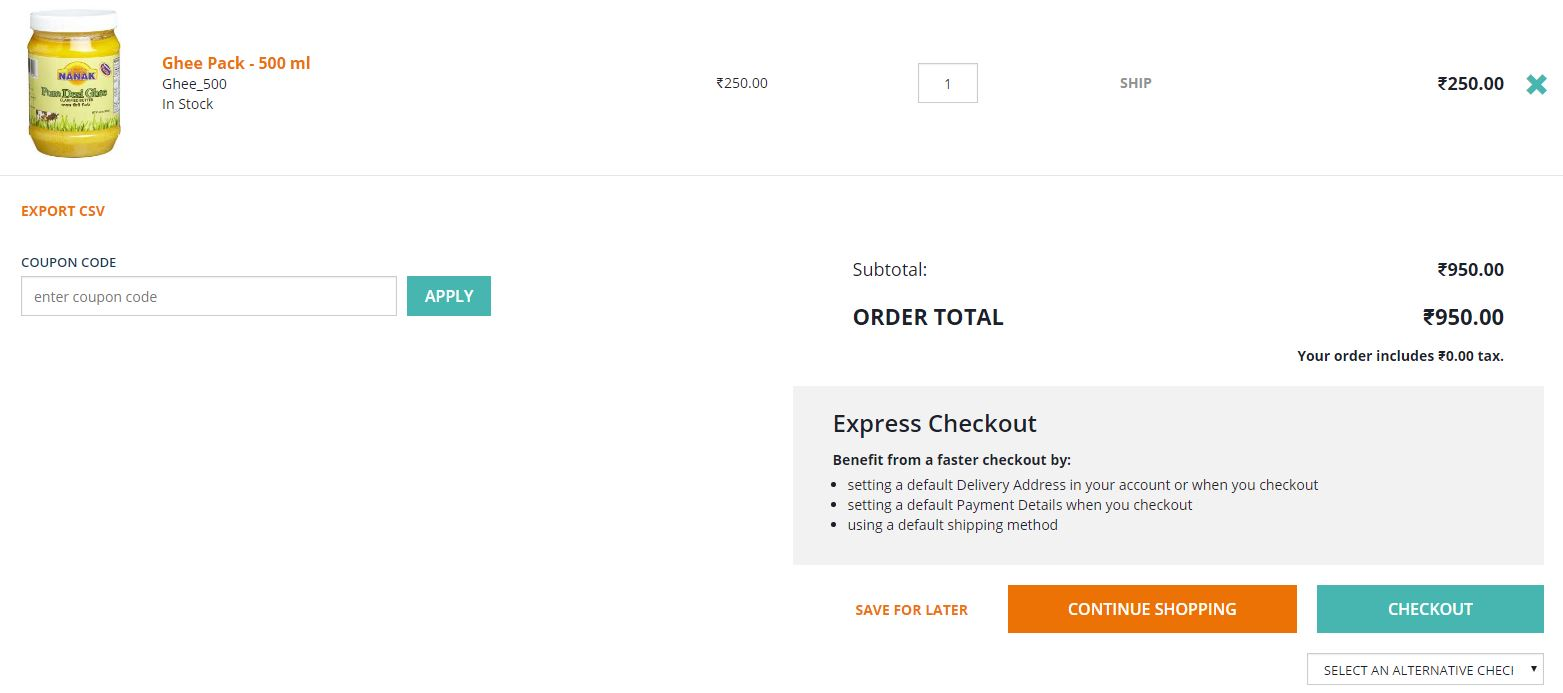 NANAK
Pure Desi Ghee
CLARIFIED BUTTER
Ghee Pack - 500 ml
Ghee_500
In Stock
₹250.00
1
SHIP
₹250.00
EXPORT CSV
COUPON CODE
enter coupon code
APPLY
Subtotal:
₹950.00
ORDER TOTAL
₹950.00
Your order includes ₹0.00 tax.
Express Checkout
Benefit from a faster checkout by:
setting a default Delivery Address in your account or when you checkout
setting a default Payment Details when you checkout
using a default shipping method
SAVE FOR LATER
CONTINUE SHOPPING
CHECKOUT
SELECT AN ALTERNATIVE CHECI